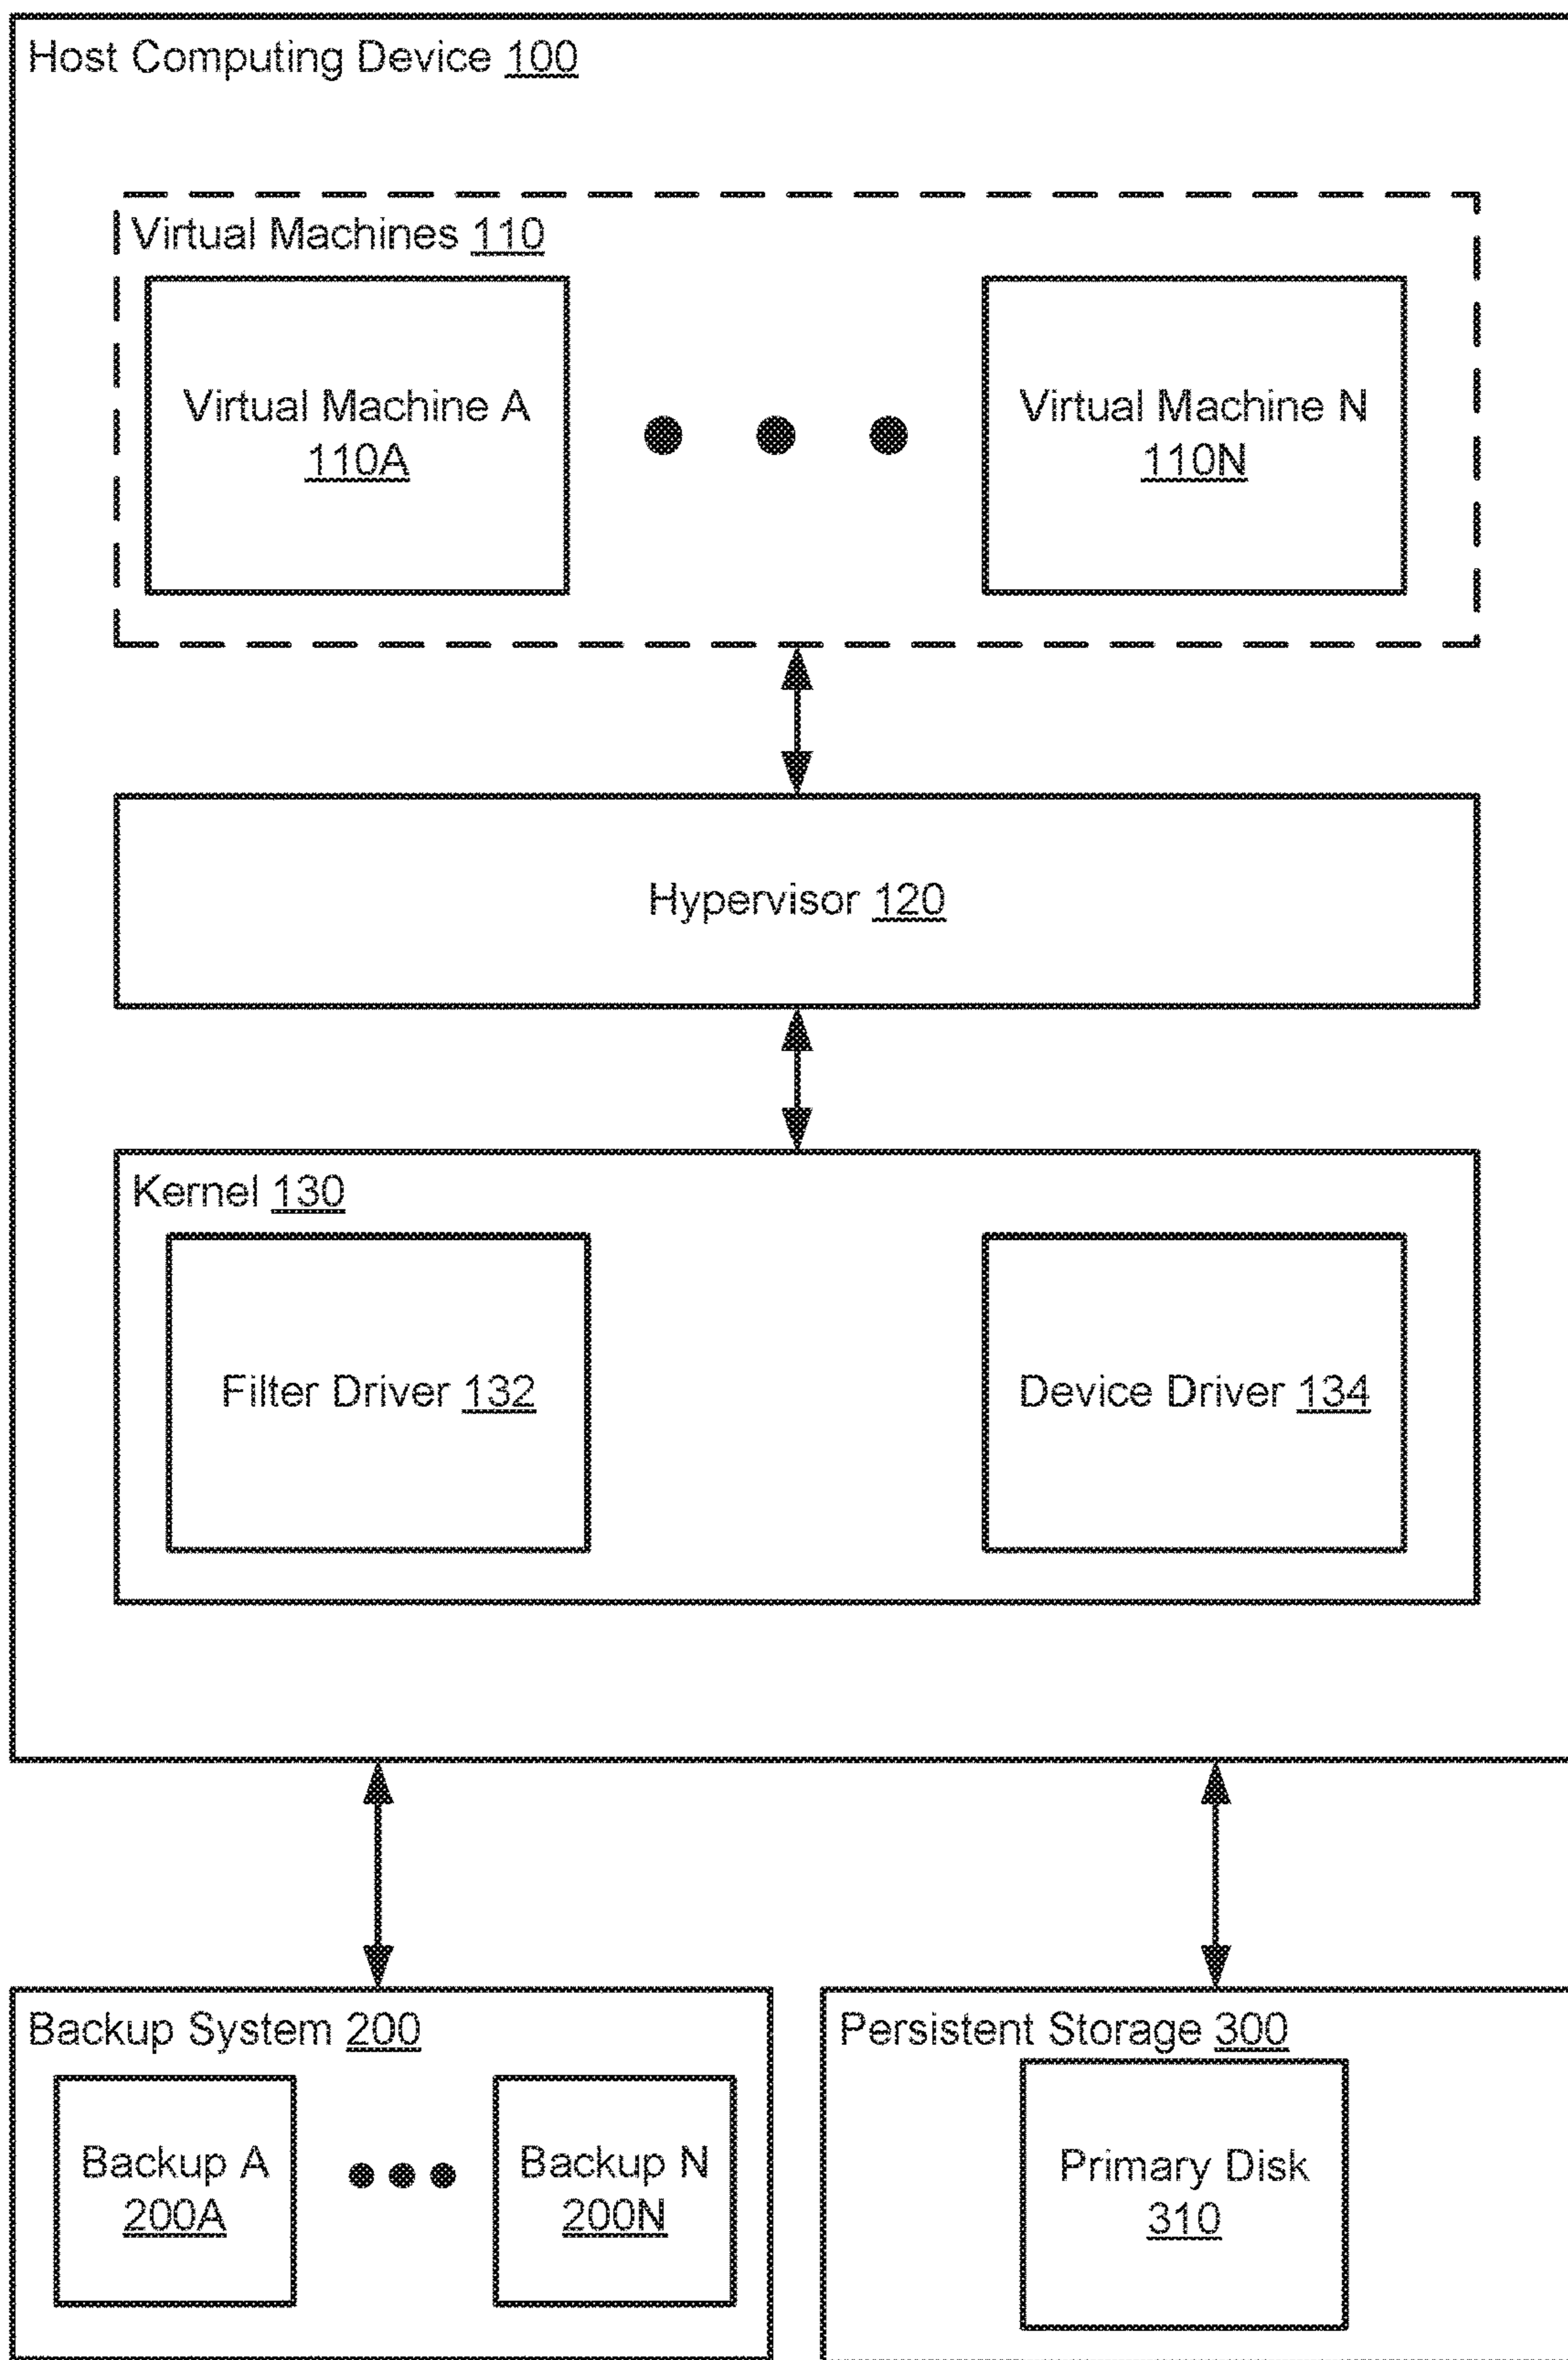 Host Computing Device 100
Virtual Machines 110
Virtual Machine A
110A
Virtual Machine N
110N
Hypervisor 120
Kernel 130
Filter Driver 132
Device Driver 134
Backup System 200
Backup A
200A
Backup N
200N
Persistent Storage 300
Primary Disk
310